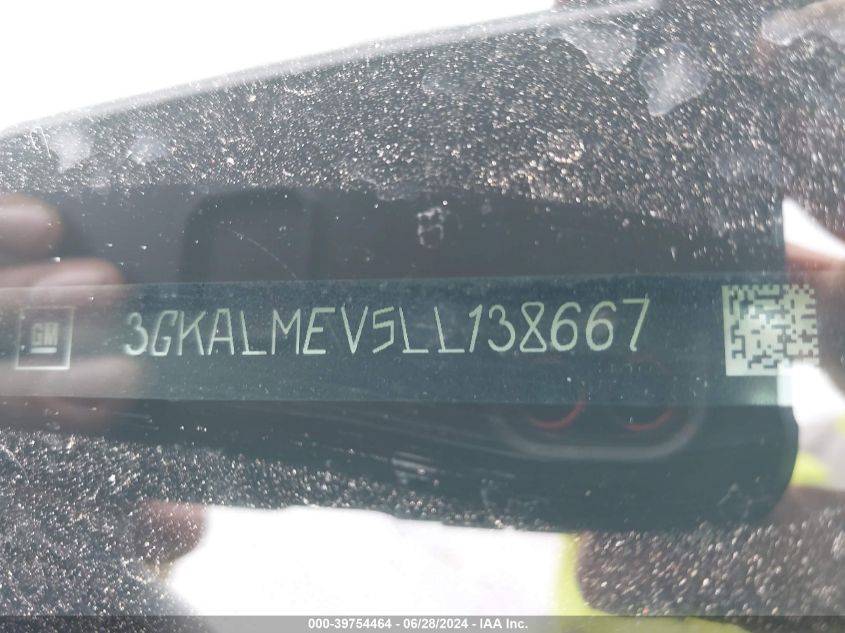 GM 3GKALMEV5LL138667
000-39754464 - 06/28/2024 - IAA Inc.